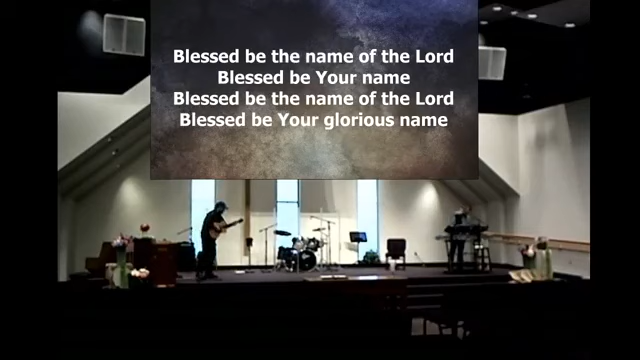 Blessed be the name of the Lord
Blessed be Your name
Blessed be the name of the Lord
Blessed be Your glorious name